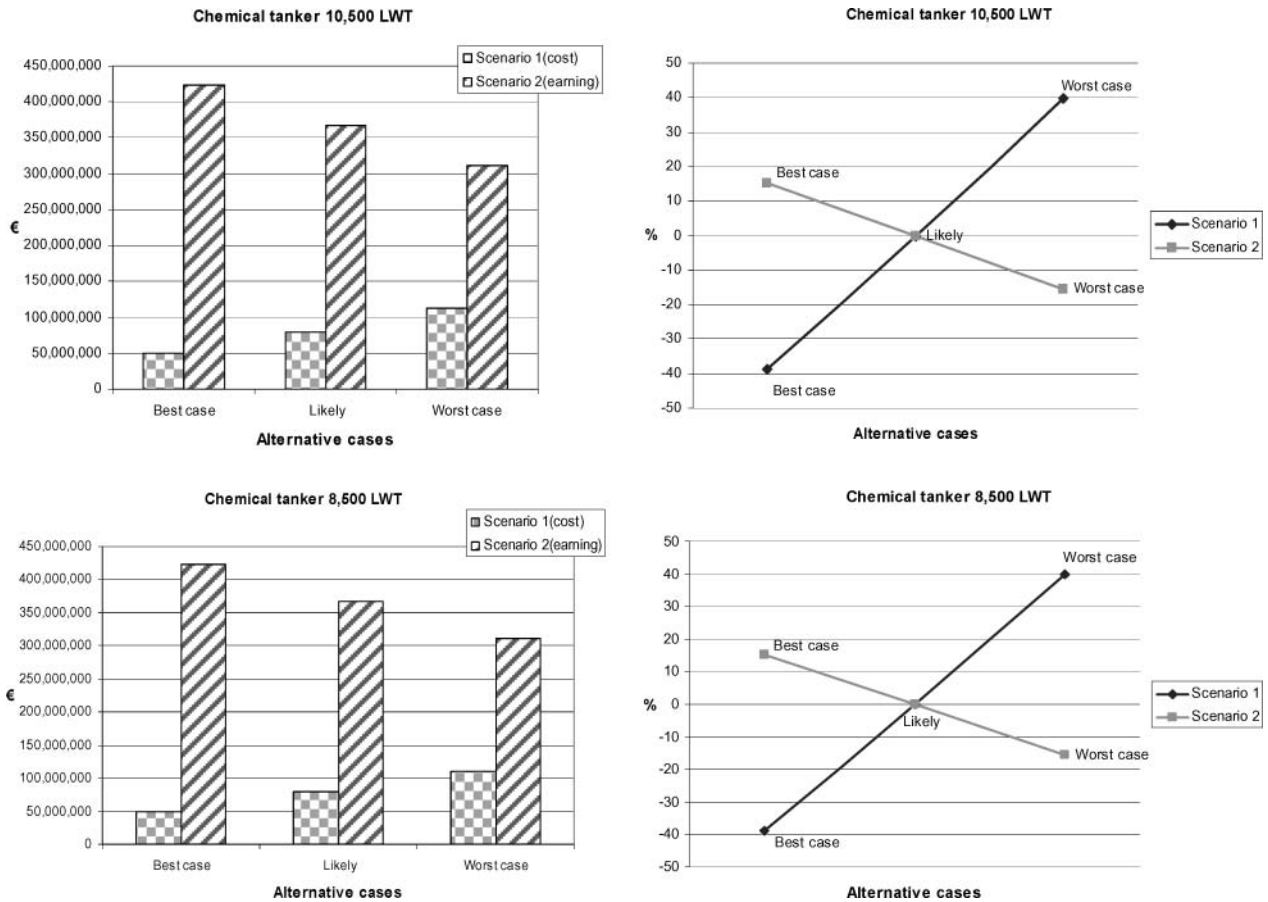 Chemical tanker 10,500 LWT
Scenario 1(cost)
Scenario 2(earning)
450,000,000
400,000,000
350,000,000
300,000,000
250,000,000
€
200,000,000
150,000,000
100,000,000
50,000,000
0
Best case Likely Worst case
Alternative cases
Chemical tanker 10,500 LWT
50
40
30
20
10
% 0
-10
-20
-30
-40
-50
Worst case
Best case
Likely
Worst case
Best case
Scenario 1
Scenario 2
Alternative cases
Chemical tanker 8,500 LWT
Scenario 1(cost)
Scenario 2(earning)
450,000,000
400,000,000
350,000,000
300,000,000
250,000,000
€
200,000,000
150,000,000
100,000,000
50,000,000
0
Best case Likely Worst case
Alternative cases
Chemical tanker 8,500 LWT
50
40
30
20
10
% 0
-10
-20
-30
-40
-50
Worst case
Best case
Likely
Worst case
Best case
Scenario 1
Scenario 2
Alternative cases